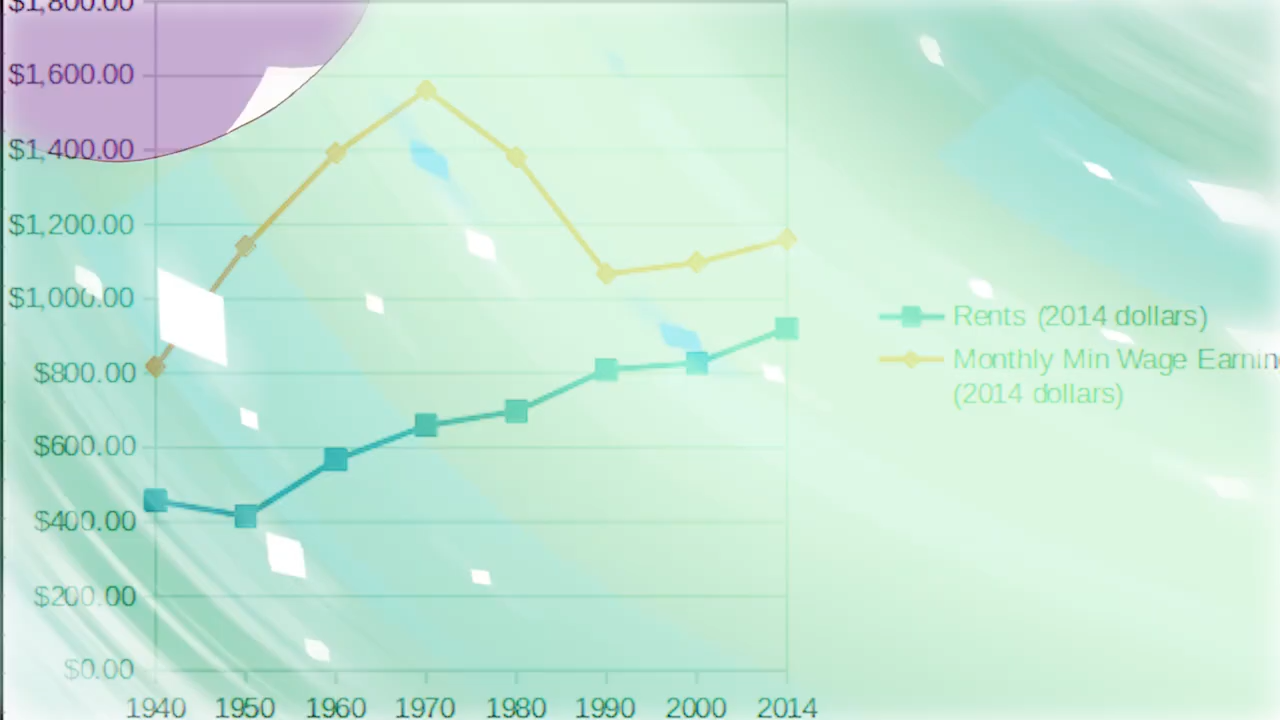 $1,800.00
$1,600.00
$1,400.00
$1,200.00
$1,000.00
$800.00
$600.00
$400.00
$200.00
$0.00
1940 1950 1960 1970 1980 1990 2000 2014
Rents (2014 dollars)
Monthly Min Wage Earnin
(2014 dollars)